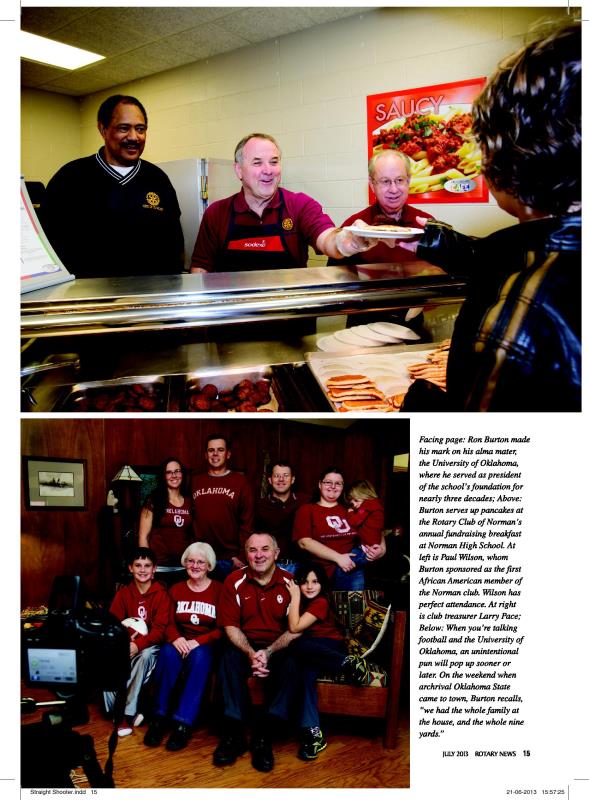 SAUCY
sodexo
OKLAHOMA
OKLAHOMA
Facing page: Ron Burton made
his mark on his alma mater,
the University of Oklahoma,
where he served as president
of the school's foundation for
nearly three decades; Above:
Burton serves up pancakes at
the Rotary Club of Norman's
annual fundraising breakfast
at Norman High School. At
left is Paul Wilson, whom
Burton sponsored as the first
African American member of
the Norman club. Wilson has
perfect attendance. At right
is club treasurer Larry Pace;
Below: When you're talking
football and the University of
Oklahoma, an unintentional
pun will pop up sooner or
later. On the weekend when
archrival Oklahoma State
came to town, Burton recalls,
"we had the whole family at
the house, and the whole nine
yards."
JULY 2013 ROTARY NEWS 15
Straight Shooter.indd 15
21-06-2013 15:57:25